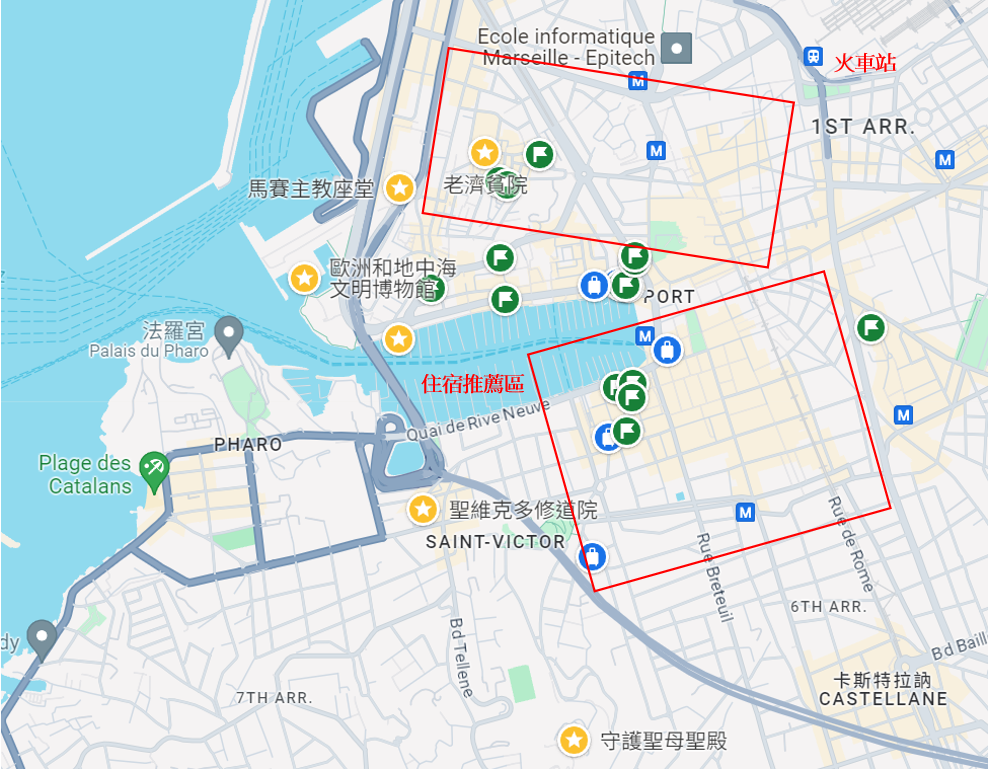 Ecole informatique
Marseille - Epitech
M
火車站
1ST ARR.
M
M
馬賽主教座堂
老濟貧院
歐洲和地中海
文明博物館
PORT
法羅宮
Palais du Pharo
M
住宿推薦區
Quai de Rive Neuve
PHARO
M
Plage des
Catalans
聖維克多修道院
M
SAINT-VICTOR
Rue de Rome
Rue Breteuil
6TH ARR.
dy
Bd Tellene
Bd Baill
卡斯特拉訥
CASTELLANE
7TH ARR.
守護聖母聖殿